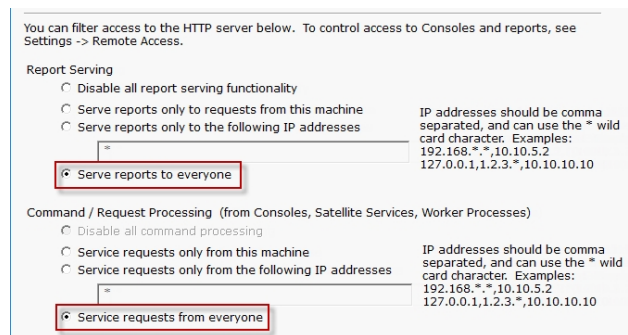 You can filter access to the HTTP server below.  To control access to Consoles and reports, see
Settings -> Remote Access.
Report Serving
Disable all report serving functionality
Serve reports only to requests from this machine
Serve reports only to the following IP addresses
*
Serve reports to everyone
IP addresses should be comma
separated, and can use the * wild
card character.  Examples:
192.168.*.*,10.10.5.2
127.0.0.1,1.2.3.*,10.10.10.10
Command / Request Processing  (from Consoles, Satellite Services, Worker Processes)
Disable all command processing
Service requests only from this machine
Service requests only from the following IP addresses
*
Service requests from everyone
IP addresses should be comma
separated, and can use the * wild
card character.  Examples:
192.168.*.*,10.10.5.2
127.0.0.1,1.2.3.*,10.10.10.10